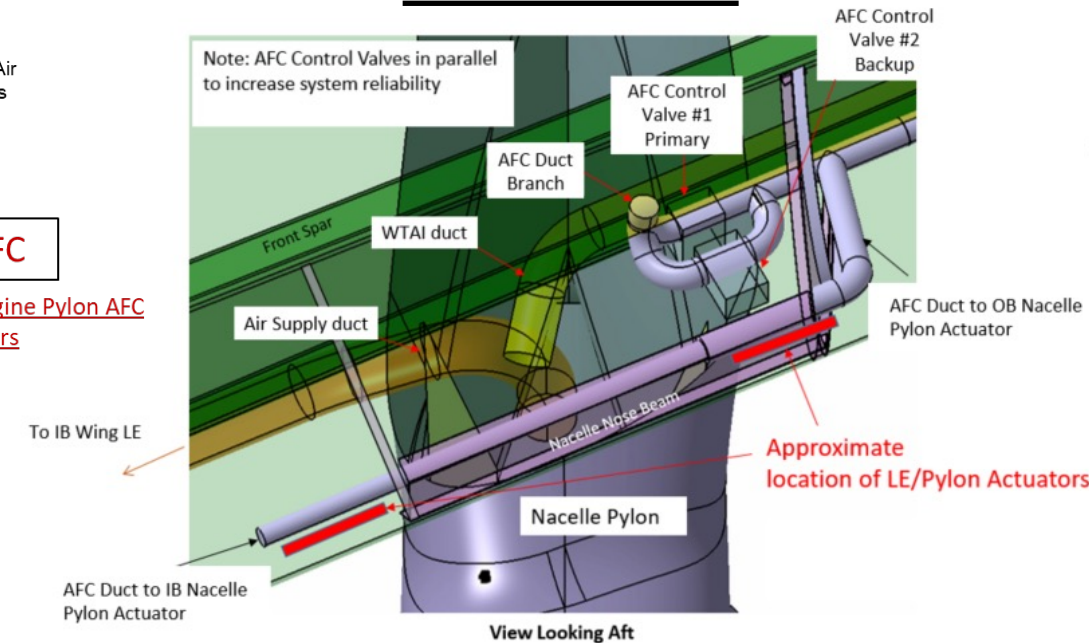 Note: AFC Control Valves in parallel
to increase system reliability
AFC Control
Valve #2
Backup
AFC Control
Valve #1
Primary
AFC Duct
Branch
WTAI duct
Front Spar
Air Supply duct
Air
Pylon AFC
To IB Wing LE
AFC Duct to OB Nacelle
Pylon Actuator
Nacelle Nose Beam
Approximate
location of LE/Pylon Actuators
Nacelle Pylon
AFC Duct to IB Nacelle
Pylon Actuator
View Looking Aft